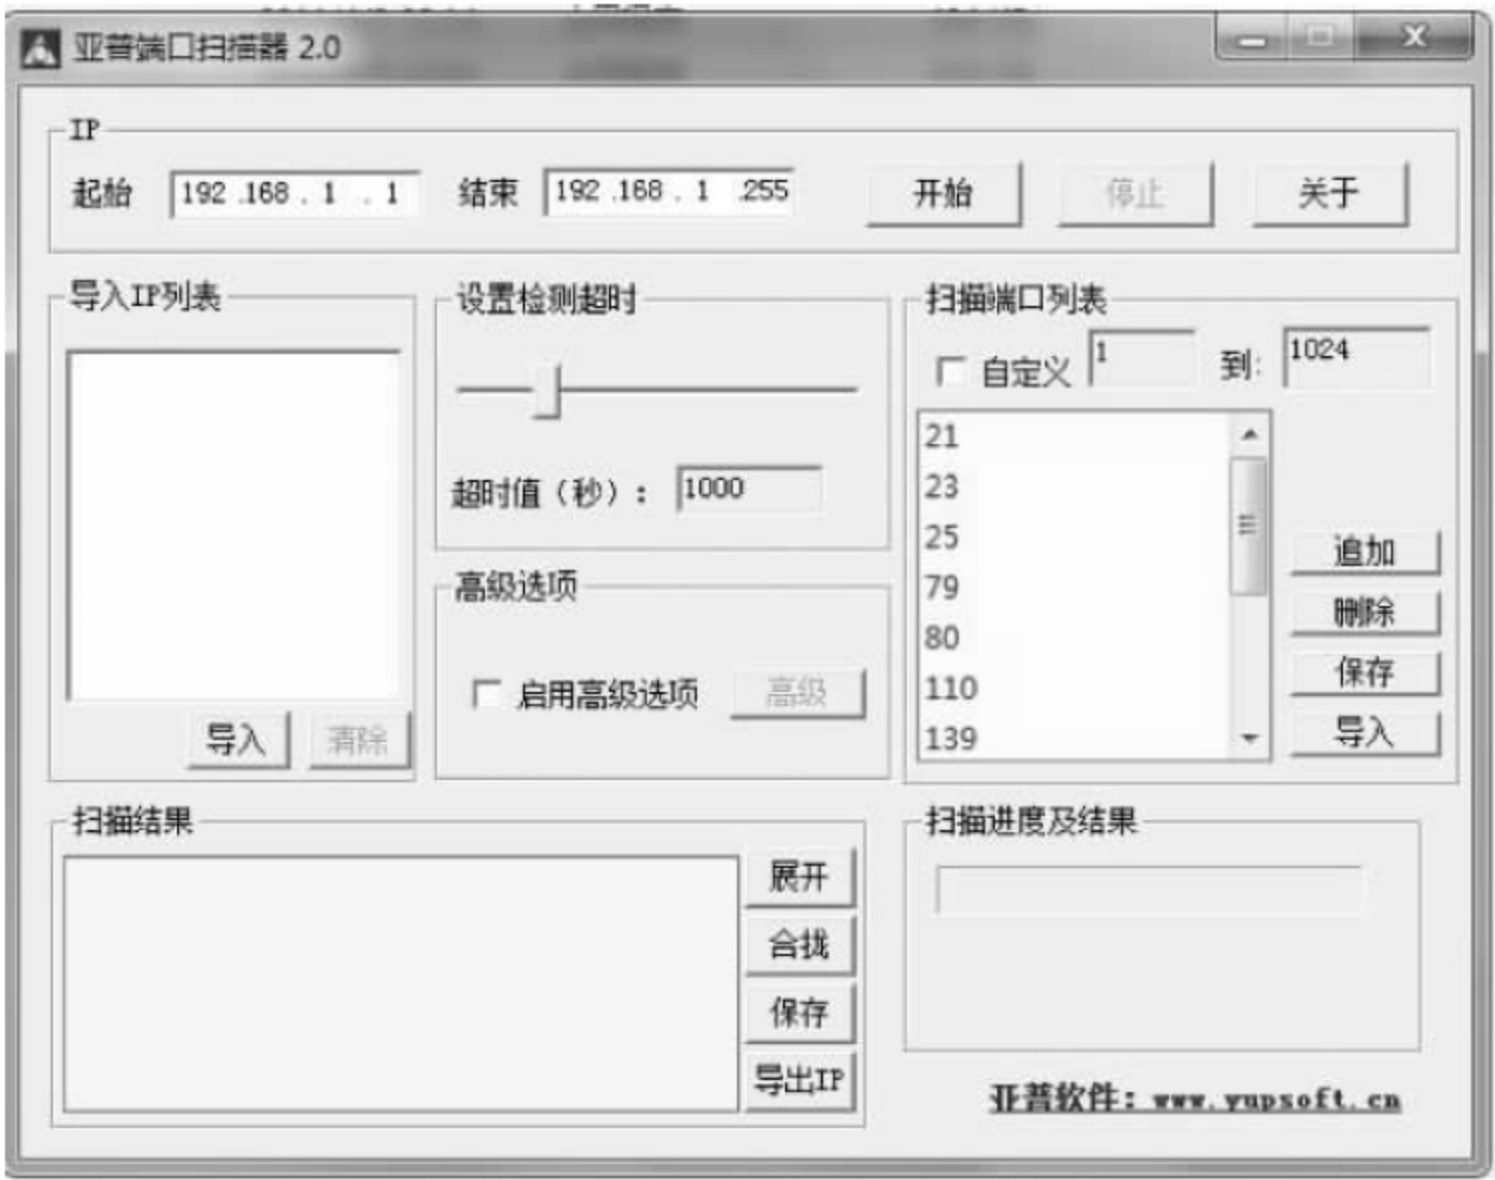 亚普端口扫描器 2.0
IP
起始 192 .168 . 1 . 1 结束 192 .168 . 1 .255 开始 停止 关于
导入IP列表
导入 清除
设置检测超时
超时值（秒）： 1000
高级选项
启用高级选项 高级
扫描端口列表
自定义 1 到: 1024
21
23
25
79
80
110
139
追加
删除
保存
导入
扫描结果
展开
合拢
保存
导出IP
扫描进度及结果
亚普软件：www.yupsoft.cn